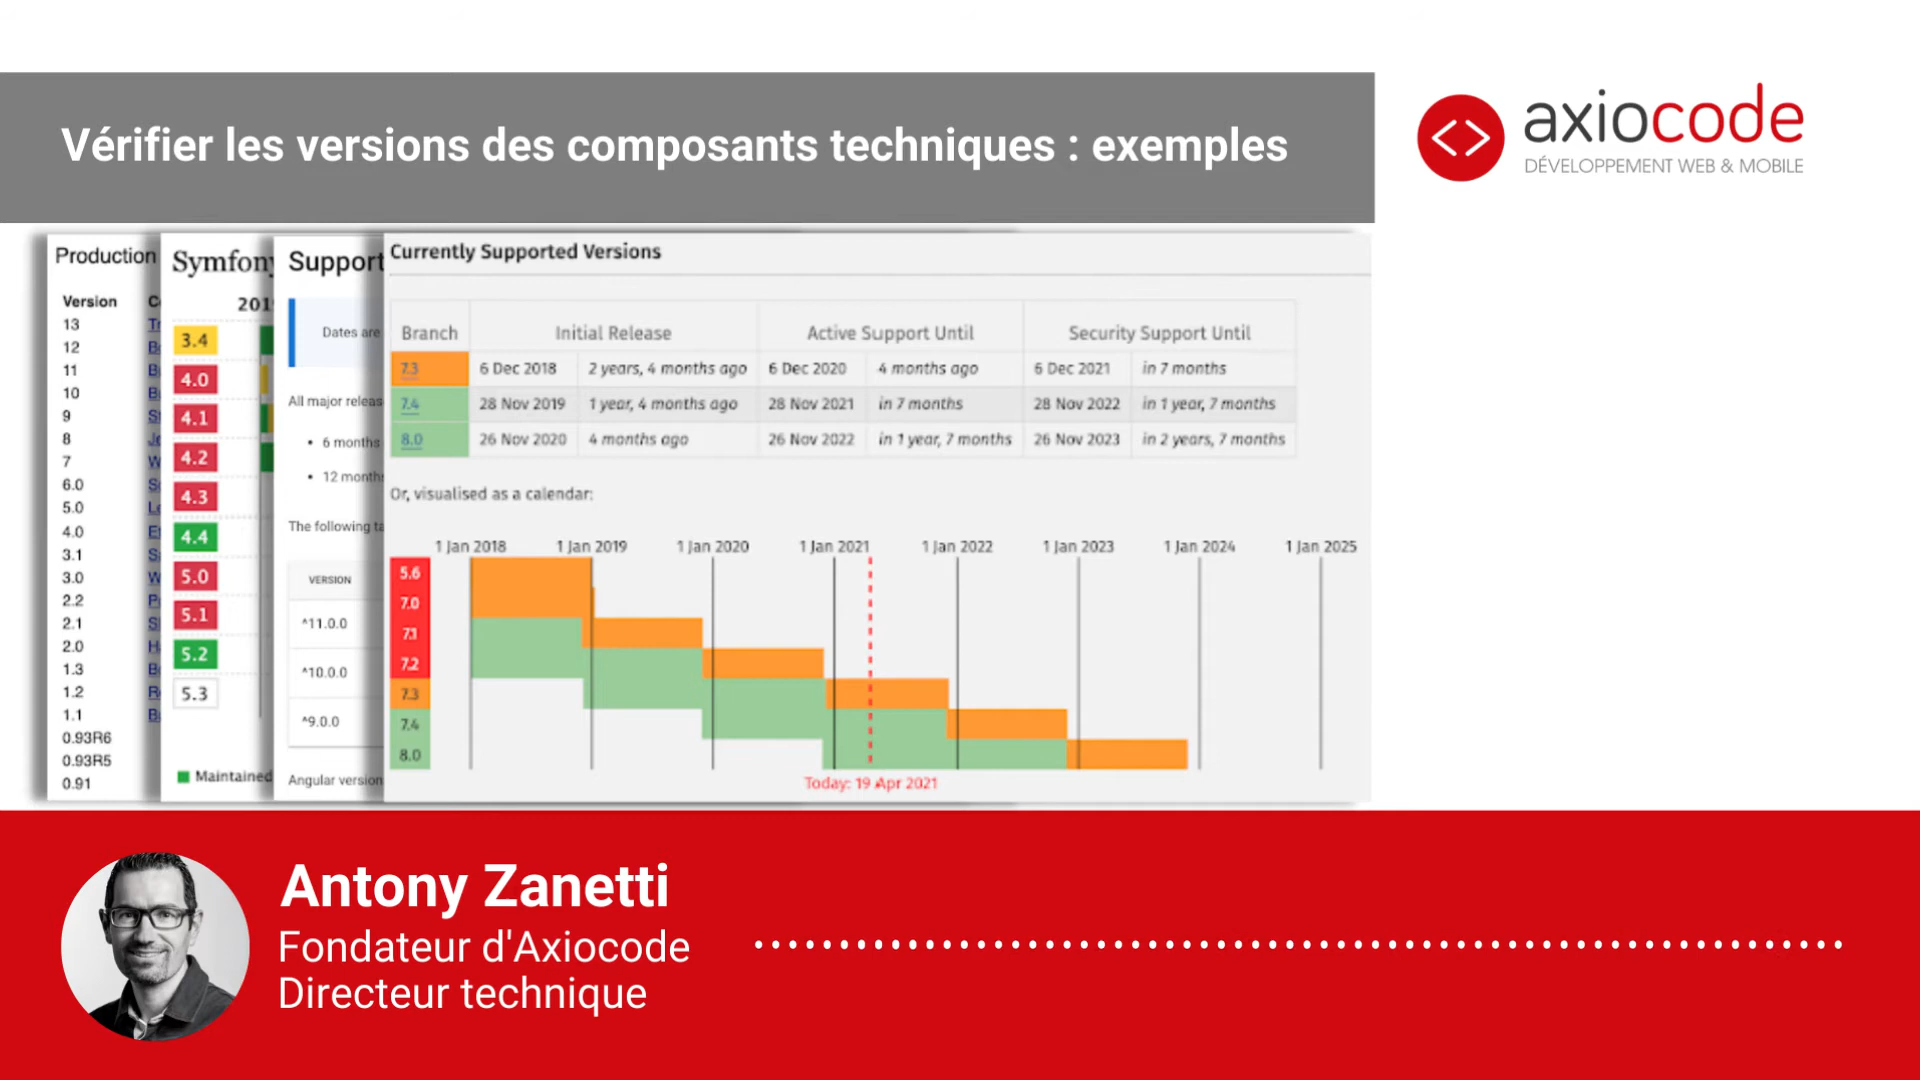 Vérifier les versions des composants techniques : exemples
axiocode
DÉVELOPPEMENT WEB & MOBILE
Production
Version
13
12
11
10
9
8
7
6.0
5.0
4.0
3.1
3.0
2.2
2.1
2.0
1.3
1.2
1.1
0.93R6
0.93R5
0.91
Symfony
201
3.4
4.0
4.1
4.2
4.3
4.4
5.0
5.1
5.2
5.3
Maintained
Support
Dates are
All major releas
• 6 months
• 12 months
The following ta
VERSION
^11.0.0
^10.0.0
^9.0.0
Angular version
Currently Supported Versions
Branch Initial Release Active Support Until Security Support Until
7.3 6 Dec 2018 2 years, 4 months ago 6 Dec 2020 4 months ago 6 Dec 2021 in 7 months
7.4 28 Nov 2019 1 year, 4 months ago 28 Nov 2021 in 7 months 28 Nov 2022 in 1 year, 7 months
8.0 26 Nov 2020 4 months ago 26 Nov 2022 in 1 year, 7 months 26 Nov 2023 in 2 years, 7 months
Or, visualised as a calendar:
1 Jan 2018 1 Jan 2019 1 Jan 2020 1 Jan 2021 1 Jan 2022 1 Jan 2023 1 Jan 2024 1 Jan 2025
5.6
7.0
7.1
7.2
7.3
7.4
8.0
Today: 19 Apr 2021
Antony Zanetti
Fondateur d'Axiocode
Directeur technique